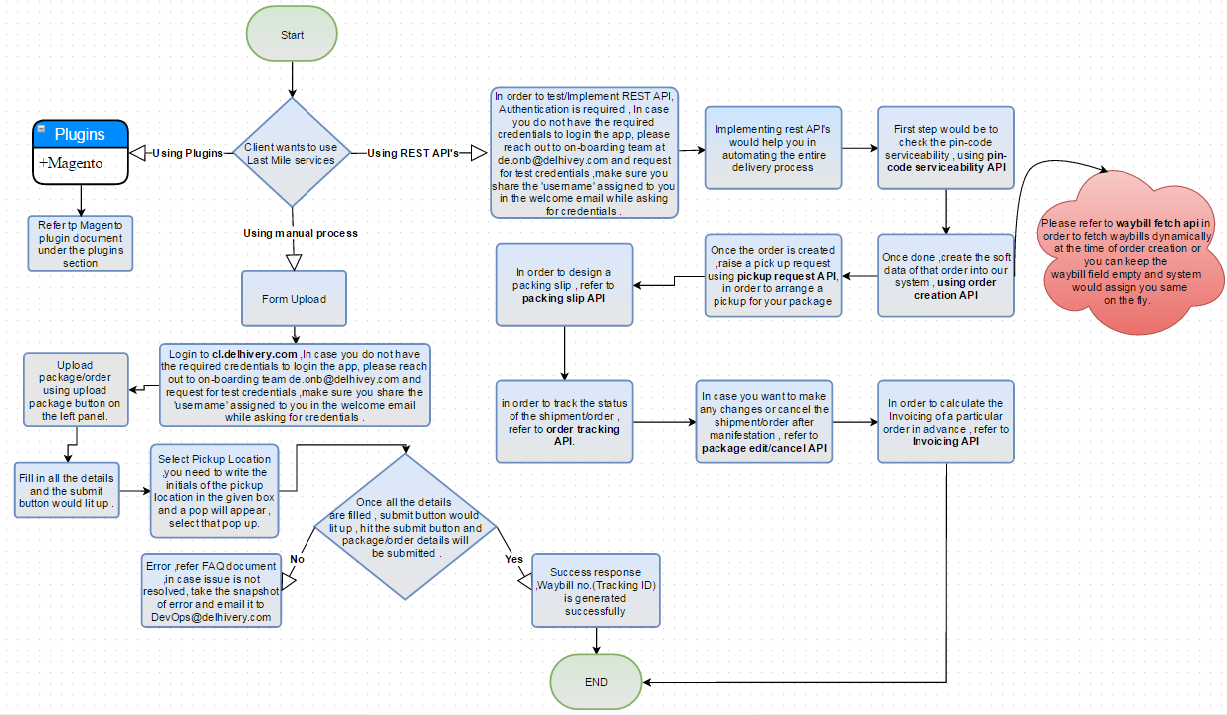 Start
Client wants to use
Last Mile services
Using Plugins
Plugins
+Magento
Refer tp Magento
plugin document
under the plugins
section
Using REST API's
In order to test/Implement REST API,
Authentication is required , In case
you do not have the required
credentials to login the app, please
reach out to on-boarding team at
de.onb@delhivey.com and request
for test credentials ,make sure you
share the 'username' assigned to you
in the welcome email while asking
for credentials .
Implementing rest API's
would help you in
automating the entire
delivery process
First step would be to
check the pin-code
serviceability , using pin-
code serviceability API
Please refer to waybill fetch api in
order to fetch waybills dynamically
at the time of order creation or
you can keep the
waybill field empty and system
would assign you same
on the fly.
Once done ,create the soft
data of that order into our
system , using order
creation API
Once the order is created
,raise a pick up request
using pickup request API,
in order to arrange a
pickup for your package
In order to design a
packing slip , refer to
packing slip API
in order to track the status
of the shipment/order ,
refer to order tracking
API.
In case you want to make
any changes or cancel the
shipment/order after
manifestation , refer to
package edit/cancel API
In order to calculate the
Invoicing of a particular
order in advance , refer to
Invoicing API
Using manual process
Form Upload
Login to cl.delhivery.com ,In case you do not have
the required credentials to login the app, please reach
out to on-boarding team de.onb@delhivey.com and
request for test credentials ,make sure you share the
'username' assigned to you in the welcome email
while asking for credentials .
Upload
package/order
using upload
package button on
the left panel.
Fill in all the details
and the submit
button would lit up .
Select Pickup Location
,you need to write the
initials of the pickup
location in the given box
and a pop will appear ,
select that pop up.
Once all the details
are filled , submit button would
lit up , hit the submit button and
package/order details will
be submitted .
No
Yes
Error ,refer FAQ document
,in case issue is not
resolved, take the snapshot
of error and email it to
DevOps@delhivery.com
Success response
,Waybill no.(Tracking ID)
is generated
successfully
END